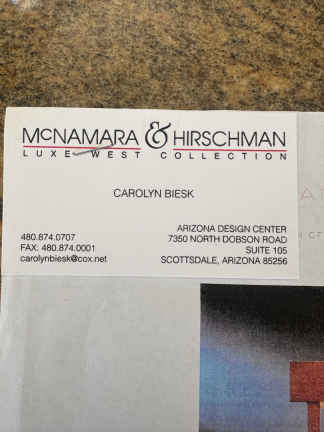 McNAMARA & HIRSCHMAN
LUXE WEST COLLECTION
CAROLYN BIESK
480.874.0707
FAX: 480.874.0001
carolynbiesk@cox.net
ARIZONA DESIGN CENTER
7350 NORTH DOBSON ROAD
SUITE 105
SCOTTSDALE, ARIZONA 85256